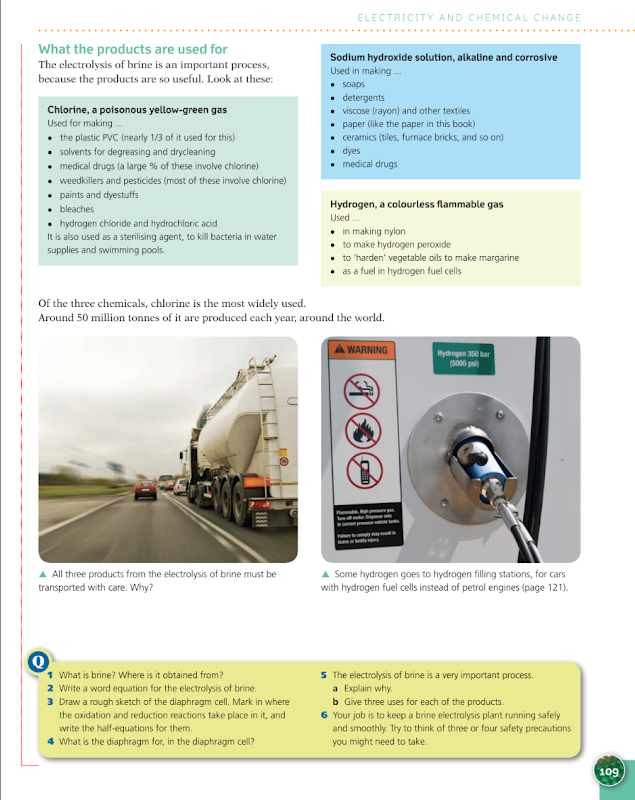 ELECTRICITY AND CHEMICAL CHANGE
What the products are used for
The electrolysis of brine is an important process,
because the products are so useful. Look at these:
Chlorine, a poisonous yellow-green gas
Used for making ...
• the plastic PVC (nearly 1/3 of it used for this)
• solvents for degreasing and drycleaning
• medical drugs (a large % of these involve chlorine)
• weedkillers and pesticides (most of these involve chlorine)
• paints and dyestuffs
• bleaches
• hydrogen chloride and hydrochloric acid
It is also used as a sterilising agent, to kill bacteria in water
supplies and swimming pools.
Sodium hydroxide solution, alkaline and corrosive
Used in making ...
• soaps
• detergents
• viscose (rayon) and other textiles
• paper (like the paper in this book)
• ceramics (tiles, furnace bricks, and so on)
• dyes
• medical drugs
Hydrogen, a colourless flammable gas
Used ...
• in making nylon
• to make hydrogen peroxide
• to ‘harden’ vegetable oils to make margarine
• as a fuel in hydrogen fuel cells
Of the three chemicals, chlorine is the most widely used.
Around 50 million tonnes of it are produced each year, around the world.
WARNING
Hydrogen 350 bar
(5000 psi)
Flammable, High pressure gas.
Turn off motor. Dispense only
to correct pressure vehicle tanks.
Failure to comply may result in
burns or bodily injury.
▲ All three products from the electrolysis of brine must be
transported with care. Why?
▲ Some hydrogen goes to hydrogen filling stations, for cars
with hydrogen fuel cells instead of petrol engines (page 121).
Q
1 What is brine? Where is it obtained from?
2 Write a word equation for the electrolysis of brine.
3 Draw a rough sketch of the diaphragm cell. Mark in where
the oxidation and reduction reactions take place in it, and
write the half-equations for them.
4 What is the diaphragm for, in the diaphragm cell?
5 The electrolysis of brine is a very important process.
a Explain why.
b Give three uses for each of the products.
6 Your job is to keep a brine electrolysis plant running safely
and smoothly. Try to think of three or four safety precautions
you might need to take.
109